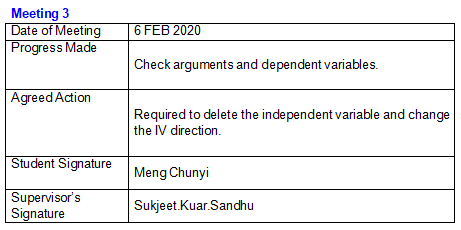 Meeting 3
Date of Meeting 6 FEB 2020
Progress Made
Check arguments and dependent variables.
Agreed Action
Required to delete the independent variable and change
the IV direction.
Student Signature
Meng Chunyi
Supervisor's
Signature
Sukjeet.Kuar.Sandhu